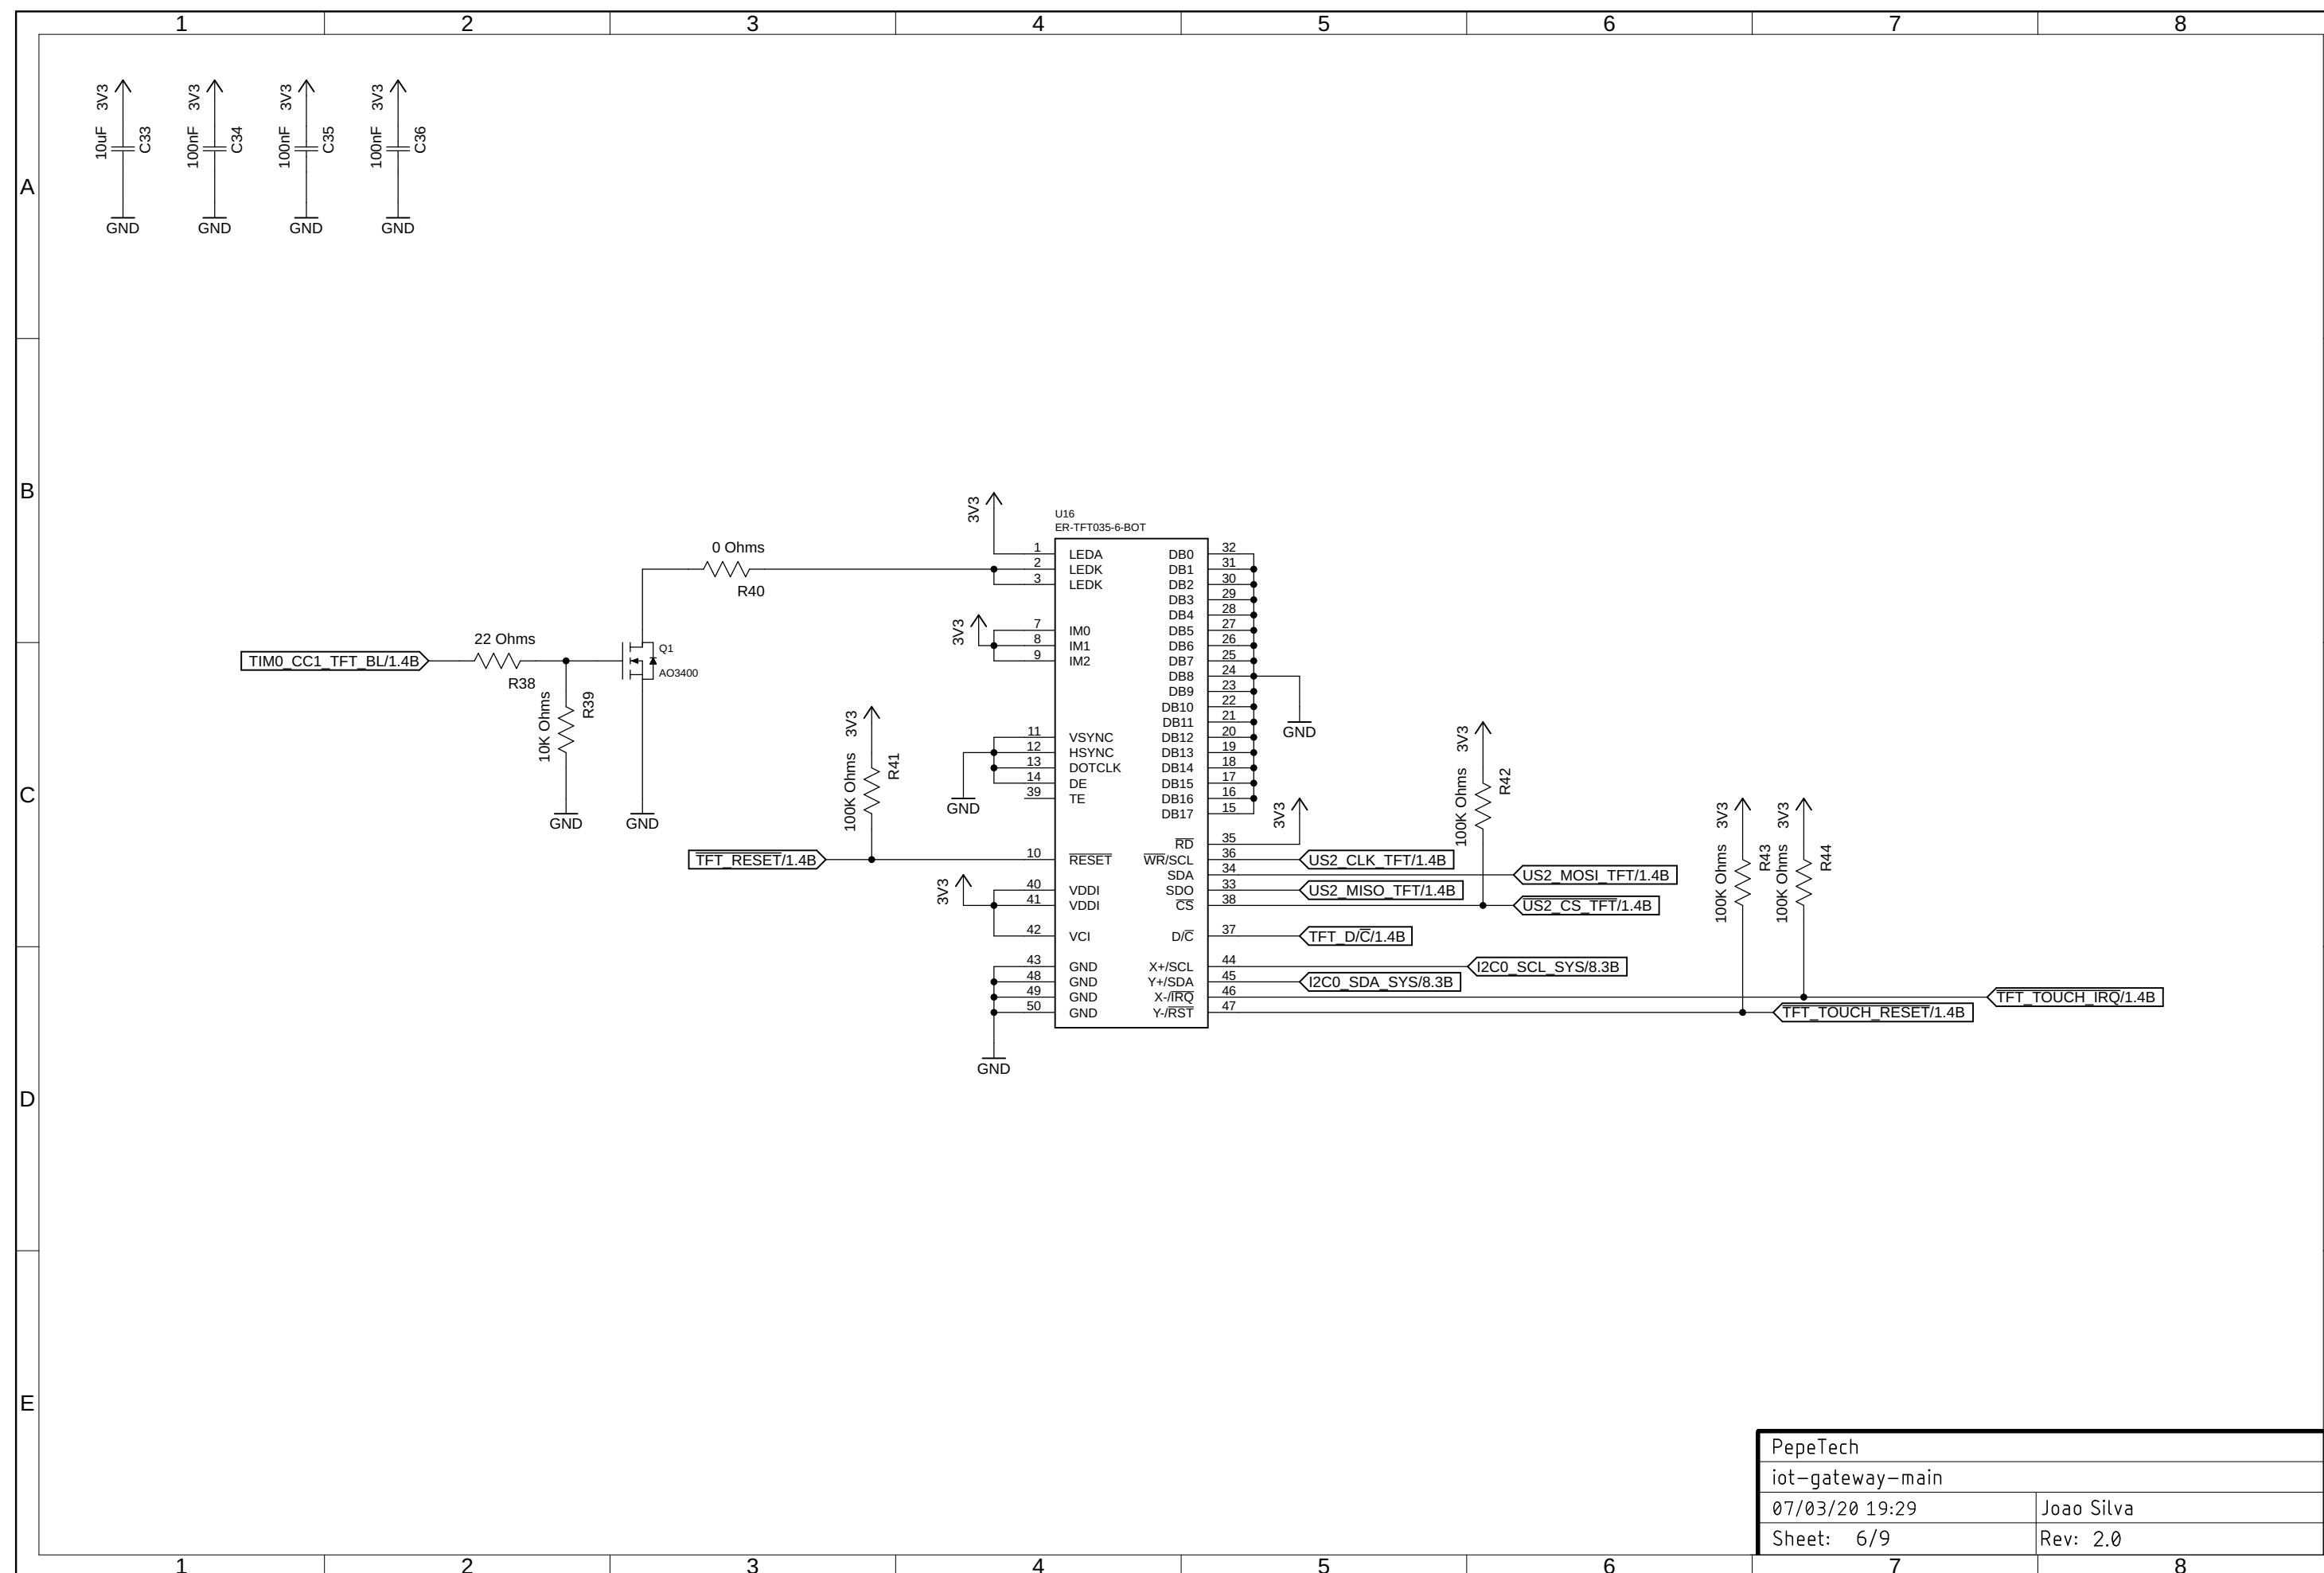 1 2 3 4 5 6 7 8
A
B
C
D
E
3V3 3V3 3V3 3V3
10uF C33 100nF C34 100nF C35 100nF C36
GND GND GND GND
TIM0_CC1_TFT_BL/1.4B
22 Ohms
R38
10K Ohms
R39
GND
Q1
AO3400
GND
0 Ohms
R40
3V3
100K Ohms
R41
TFT_RESET/1.4B
3V3
3V3
GND
3V3
GND
U16
ER-TFT035-6-BOT
1 LEDA
2 LEDK
3 LEDK
7 IM0
8 IM1
9 IM2
11 VSYNC
12 HSYNC
13 DOTCLK
14 DE
39 TE
10 RESET
40 VDDI
41 VDDI
42 VCI
43 GND
48 GND
49 GND
50 GND
DB0 32
DB1 31
DB2 30
DB3 29
DB4 28
DB5 27
DB6 26
DB7 25
DB8 24
DB9 23
DB10 22
DB11 21
DB12 20
DB13 19
DB14 18
DB15 17
DB16 16
DB17 15
RD 35
WR/SCL 36
SDA 34
SDO 33
CS 38
D/C 37
X+/SCL 44
Y+/SDA 45
X-/IRQ 46
Y-/RST 47
GND
3V3
US2_CLK_TFT/1.4B
US2_MOSI_TFT/1.4B
US2_MISO_TFT/1.4B
US2_CS_TFT/1.4B
TFT_D/C/1.4B
I2C0_SCL_SYS/8.3B
I2C0_SDA_SYS/8.3B
TFT_TOUCH_IRQ/1.4B
TFT_TOUCH_RESET/1.4B
3V3
100K Ohms
R42
3V3
100K Ohms
R43
3V3
100K Ohms
R44
PepeTech
iot-gateway-main
07/03/20 19:29 Joao Silva
Sheet: 6/9 Rev: 2.0
1 2 3 4 5 6 7 8